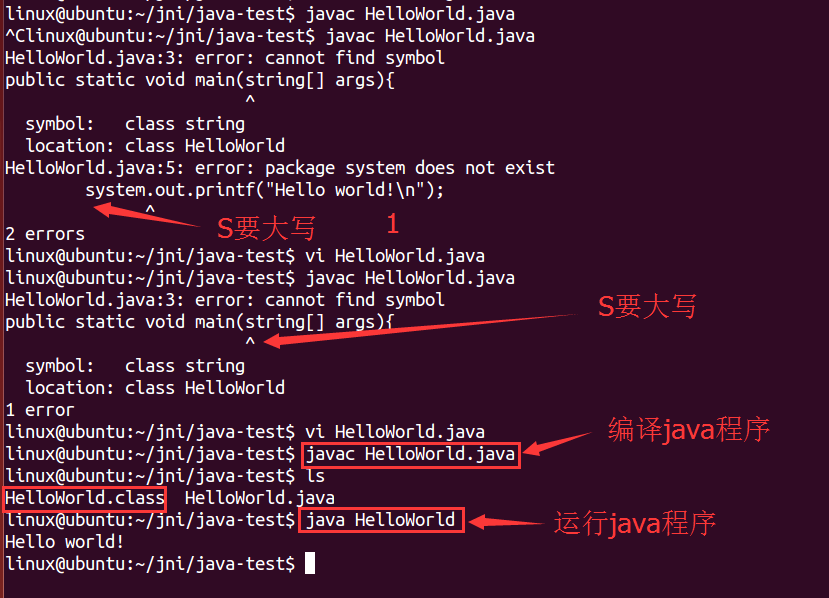 linux@ubuntu:~/jni/java-test$ javac HelloWorld.java
^Clinux@ubuntu:~/jni/java-test$ javac HelloWorld.java
HelloWorld.java:3: error: cannot find symbol
public static void main(string[] args){
^
symbol:   class string
location: class HelloWorld
HelloWorld.java:5: error: package system does not exist
system.out.printf("Hello world!\n");
^
S要大写
1
2 errors
linux@ubuntu:~/jni/java-test$ vi HelloWorld.java
linux@ubuntu:~/jni/java-test$ javac HelloWorld.java
HelloWorld.java:3: error: cannot find symbol
S要大写
public static void main(string[] args){
^
symbol:   class string
location: class HelloWorld
1 error
linux@ubuntu:~/jni/java-test$ vi HelloWorld.java
编译java程序
linux@ubuntu:~/jni/java-test$ javac HelloWorld.java
linux@ubuntu:~/jni/java-test$ ls
HelloWorld.class  HelloWorld.java
linux@ubuntu:~/jni/java-test$ java HelloWorld
运行java程序
Hello world!
linux@ubuntu:~/jni/java-test$